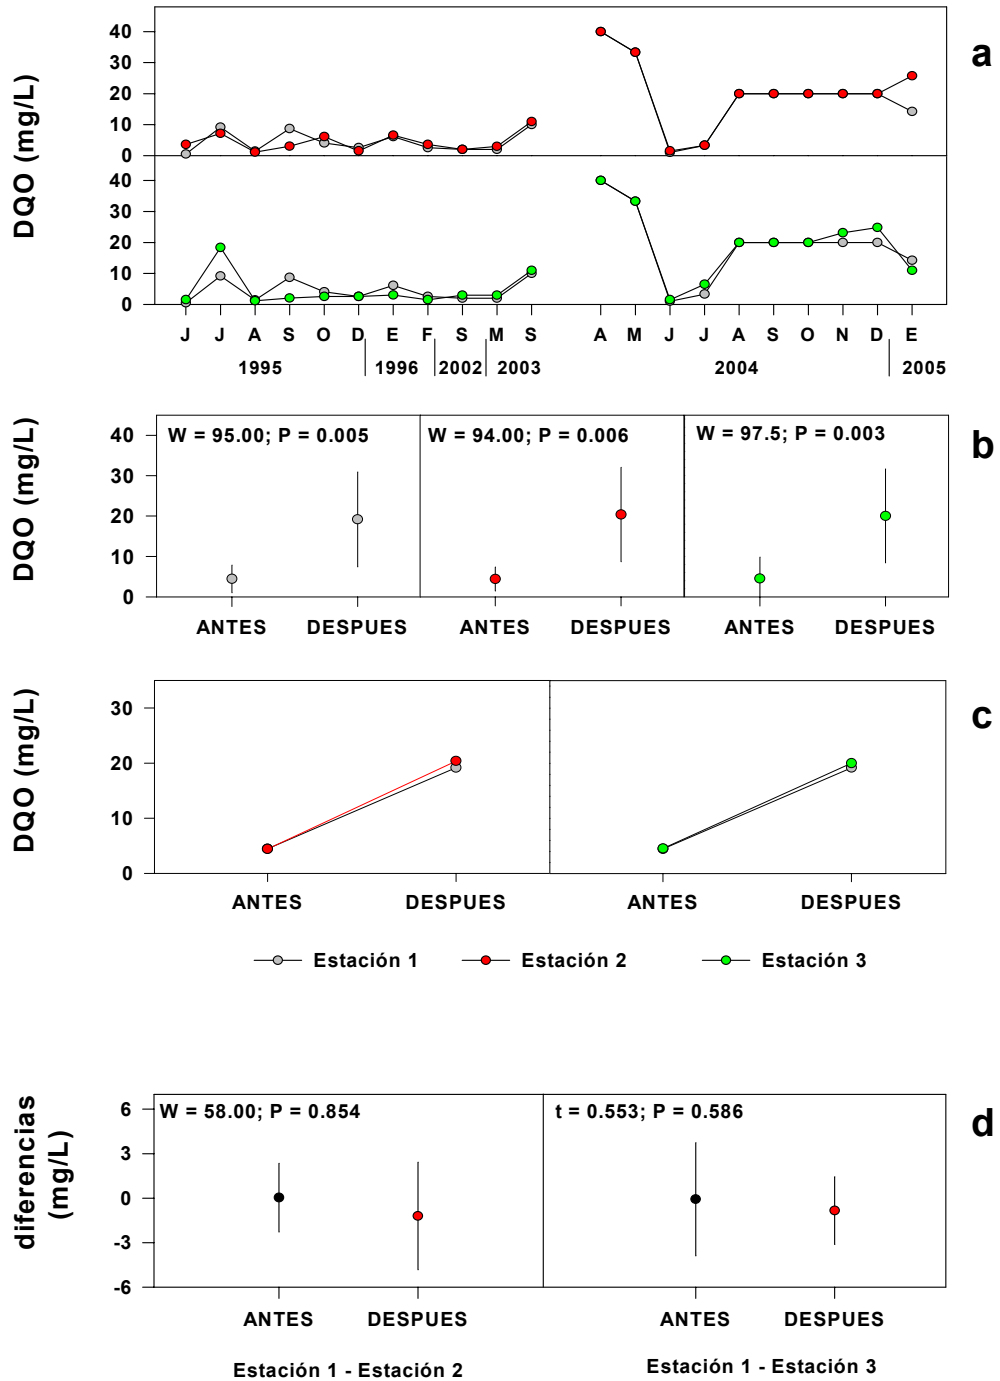 a
DQO (mg/L)
40
30
20
10
0
40
30
20
10
0
J J A S O D E F S M S A M J J A S O N D E
1995 1996 2002 2003 2004 2005
b
DQO (mg/L)
40
30
20
10
0
W = 95.00; P = 0.005
W = 94.00; P = 0.006
W = 97.5; P = 0.003
ANTES DESPUES ANTES DESPUES ANTES DESPUES
c
DQO (mg/L)
30
20
10
0
ANTES DESPUES ANTES DESPUES
Estación 1 Estación 2 Estación 3
d
diferencias
(mg/L)
6
3
0
-3
-6
W = 58.00; P = 0.854
t = 0.553; P = 0.586
ANTES DESPUES ANTES DESPUES
Estación 1 - Estación 2
Estación 1 - Estación 3